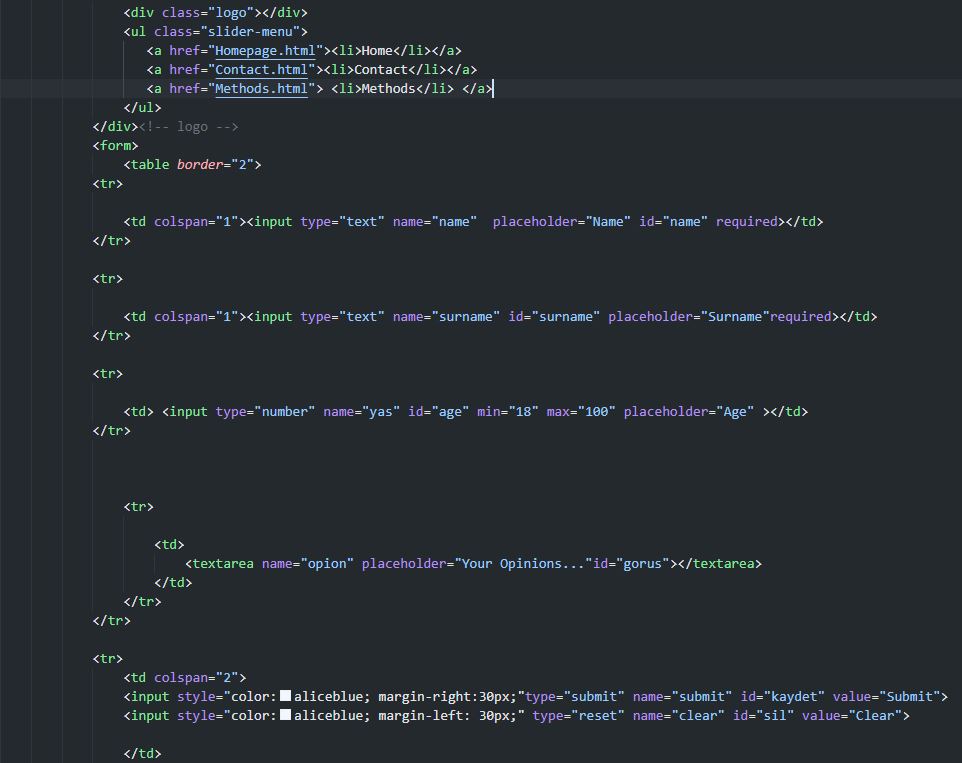 <div class="logo"></div>
<ul class="slider-menu">
<a href="Homepage.html"><li>Home</li></a>
<a href="Contact.html"><li>Contact</li></a>
<a href="Methods.html"> <li>Methods</li> </a>
</ul>
</div><!-- logo -->
<form>
<table border="2">
<tr>
<td colspan="1"><input type="text" name="name"  placeholder="Name" id="name" required></td>
</tr>
<tr>
<td colspan="1"><input type="text" name="surname" id="surname" placeholder="Surname"required></td>
</tr>
<tr>
<td> <input type="number" name="yas" id="age" min="18" max="100" placeholder="Age" ></td>
</tr>
<tr>
<td>
<textarea name="opion" placeholder="Your Opinions..."id="gorus"></textarea>
</td>
</tr>
</tr>
<tr>
<td colspan="2">
<input style="color: aliceblue; margin-right:30px;"type="submit" name="submit" id="kaydet" value="Submit">
<input style="color: aliceblue; margin-left: 30px;" type="reset" name="clear" id="sil" value="Clear">
</td>